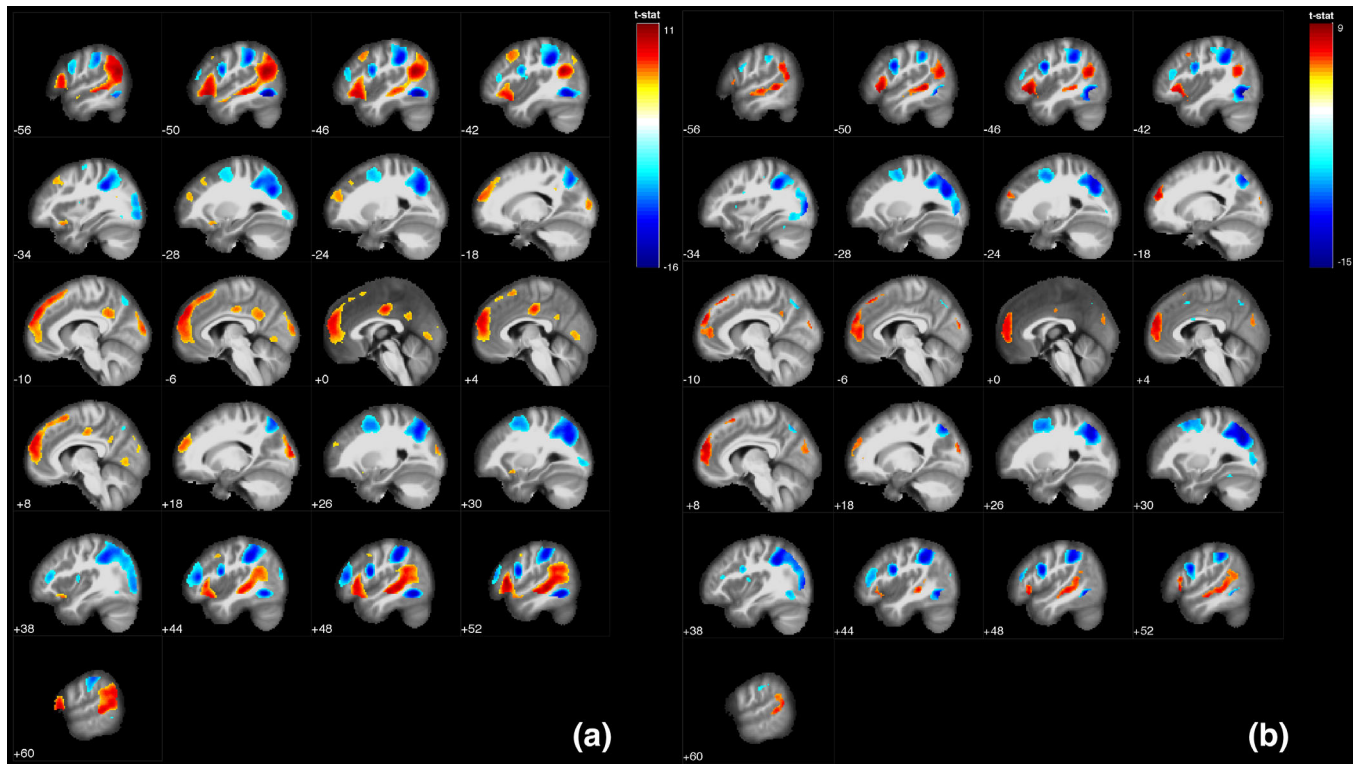 t-stat
11
-16
-56 -50 -46 -42
-34 -28 -24 -18
-10 -6 +0 +4
+8 +18 +26 +30
+38 +44 +48 +52
+60
(a)
t-stat
9
-15
-56 -50 -46 -42
-34 -28 -24 -18
-10 -6 +0 +4
+8 +18 +26 +30
+38 +44 +48 +52
+60
(b)